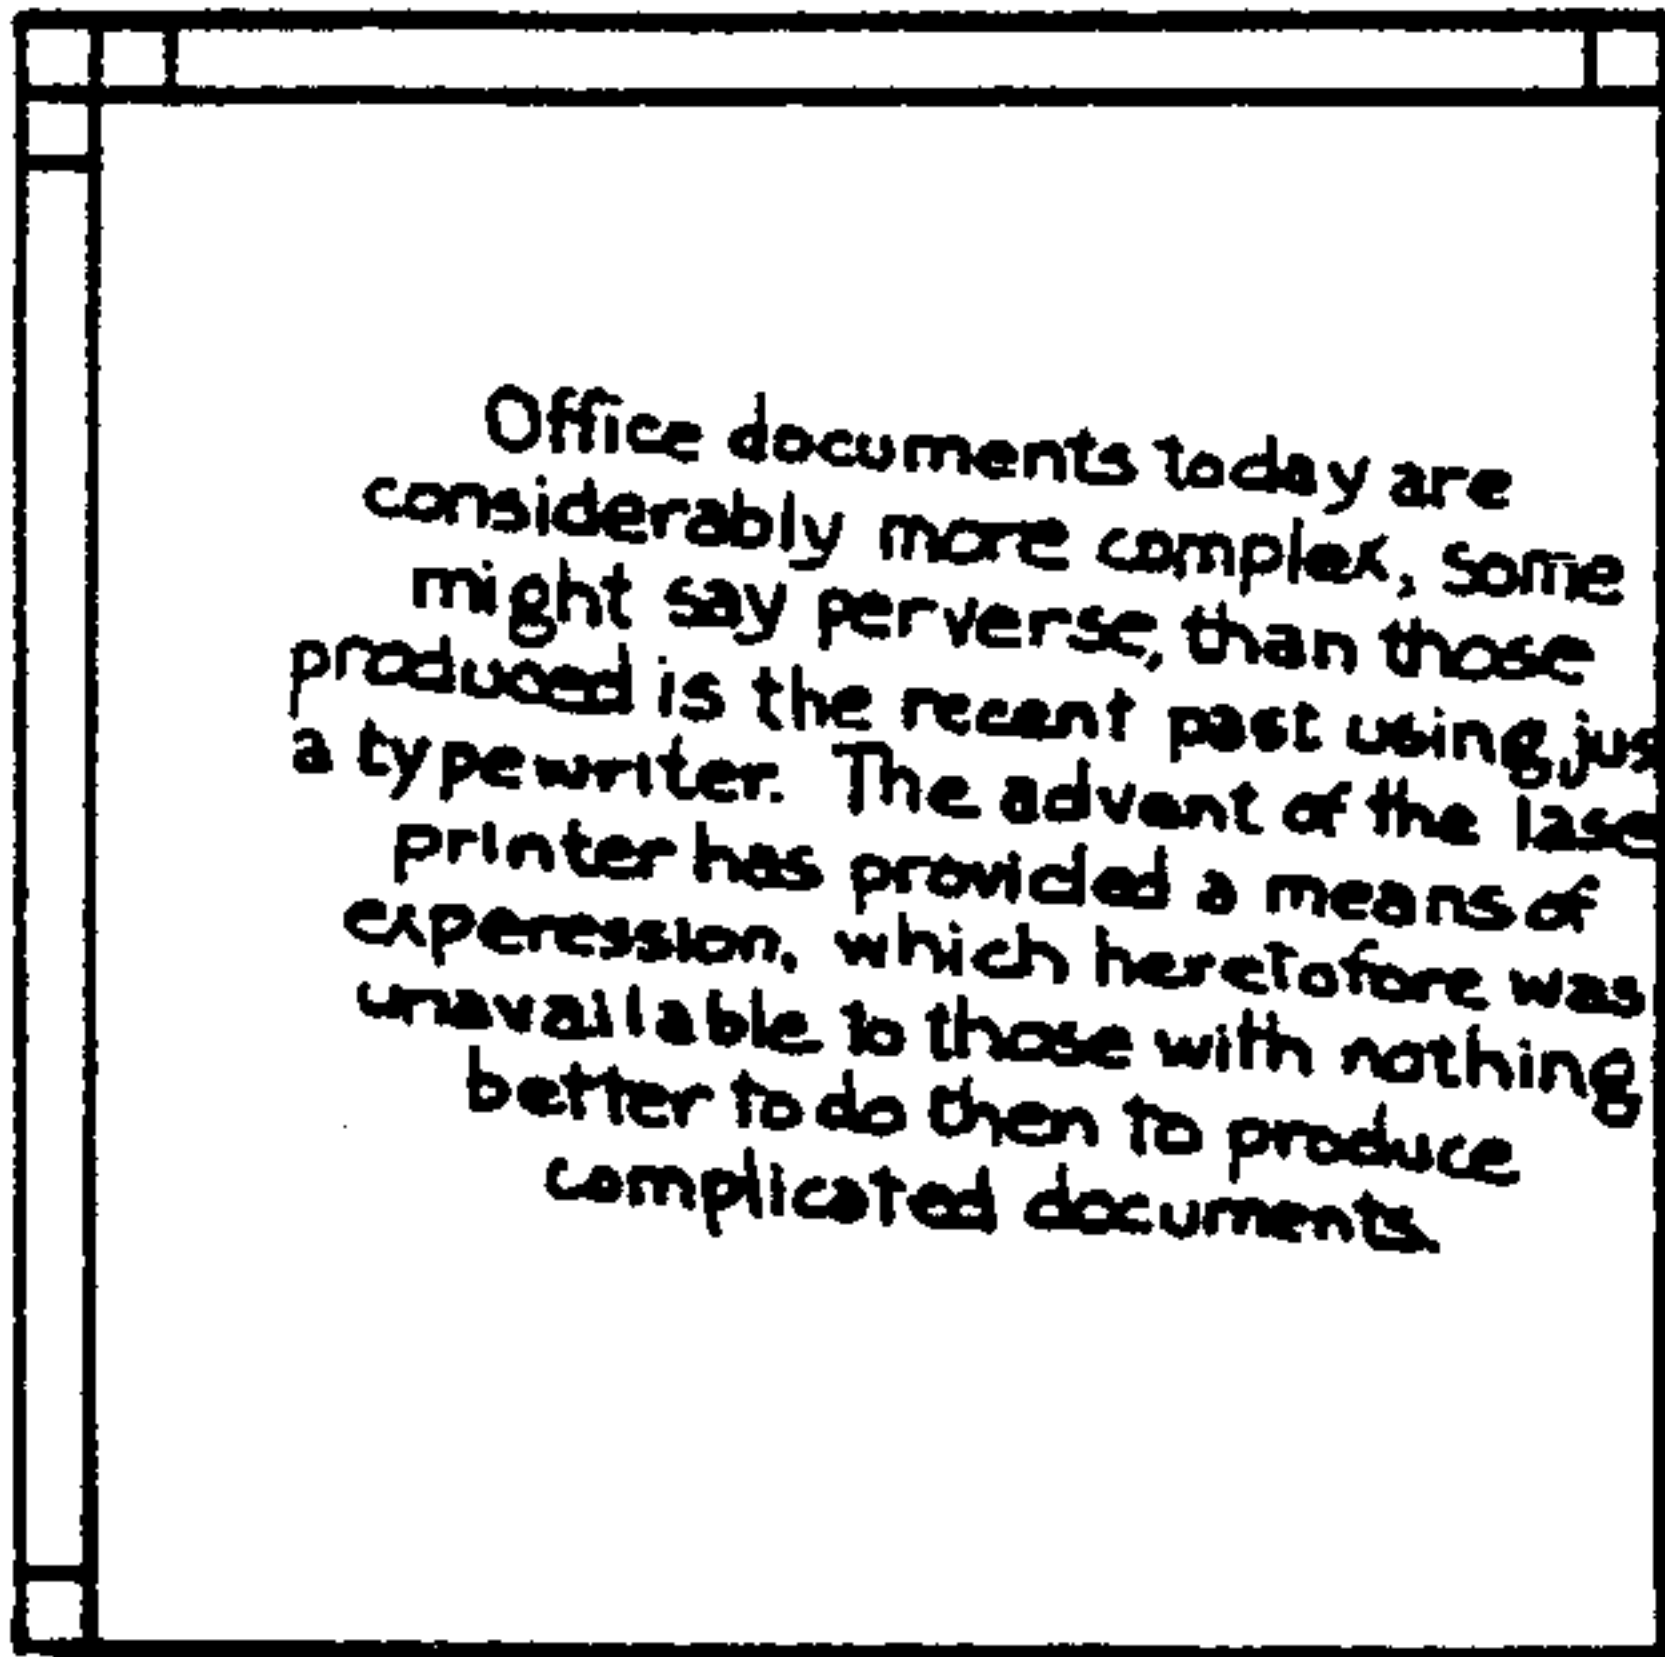 Office documents today are
considerably more complex, some
might say perverse, than those
produced is the recent past using jus
a typewriter. The advent of the lase
printer has provided a means of
experession, which heretofore was
unavailable to those with nothing
better to do then to produce
complicated documents.